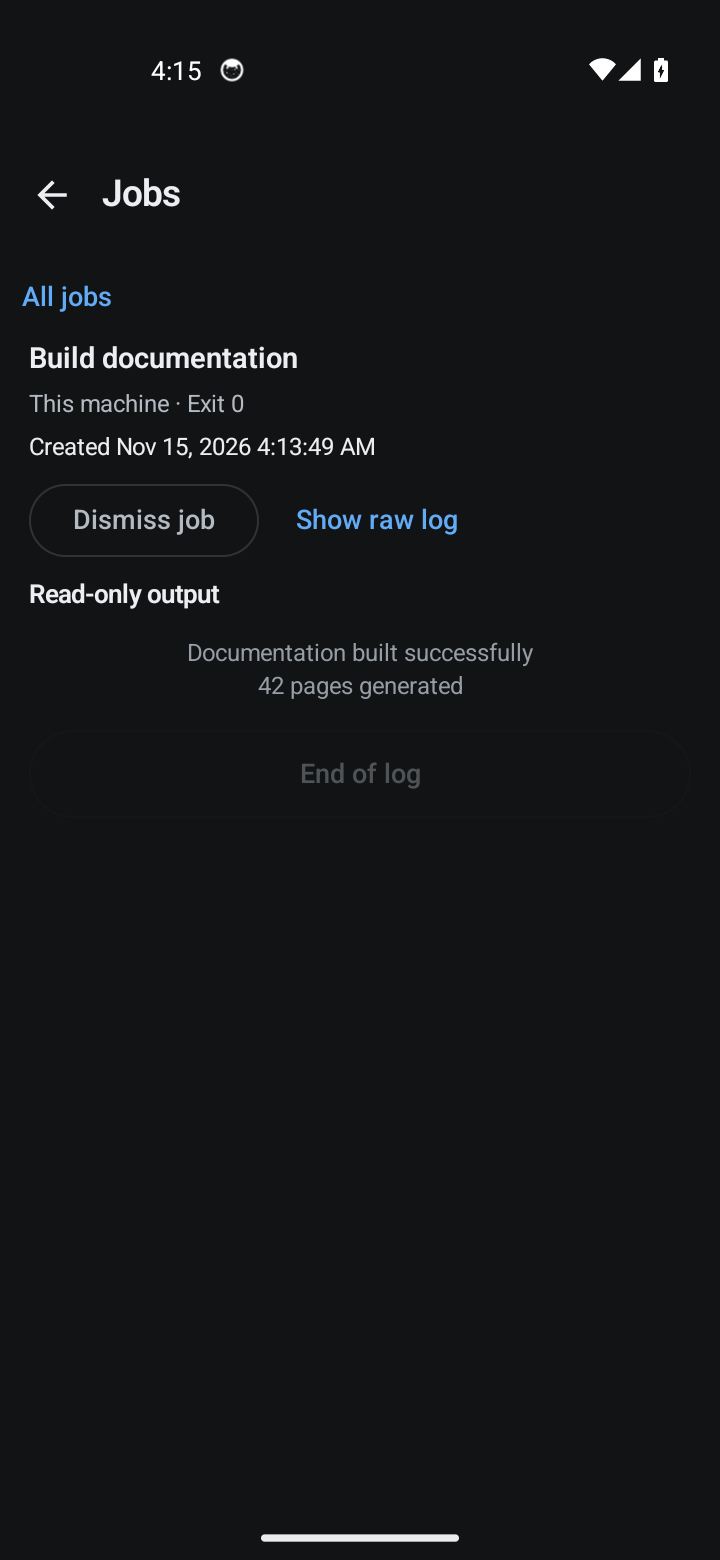 4:15
Jobs
All jobs
Build documentation
This machine · Exit 0
Created Nov 15, 2026 4:13:49 AM
Dismiss job
Show raw log
Read-only output
Documentation built successfully
42 pages generated
End of log